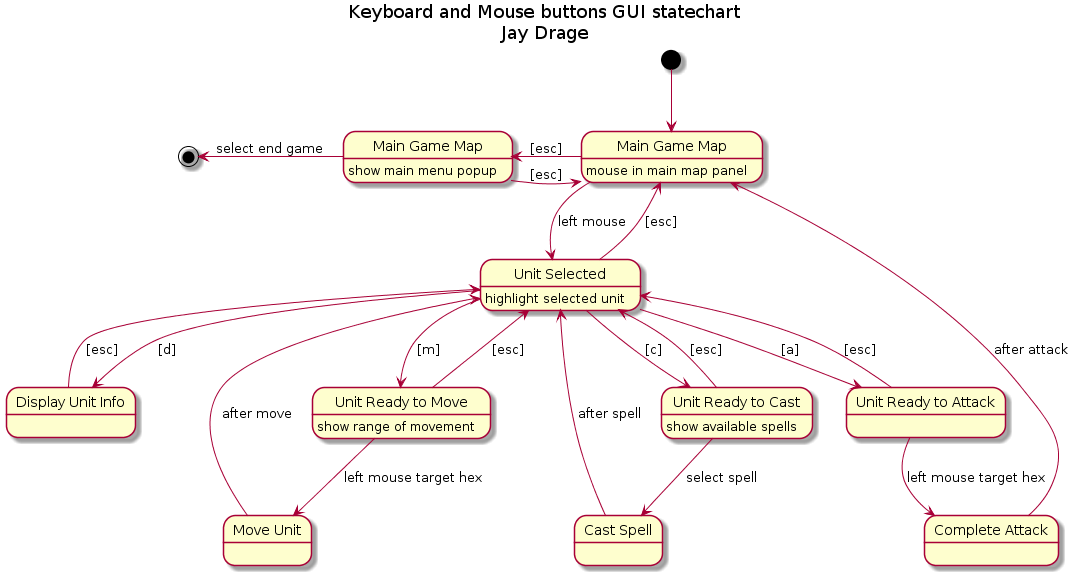 Keyboard and Mouse buttons GUI statechart
Jay Drage
select end game
Main Game Map
show main menu popup
[esc]
[esc]
Main Game Map
mouse in main map panel
left mouse
[esc]
Unit Selected
highlight selected unit
[esc]
[d]
[m]
[esc]
[c]
[esc]
[a]
[esc]
after attack
Display Unit Info
after move
Unit Ready to Move
show range of movement
after spell
Unit Ready to Cast
show available spells
Unit Ready to Attack
left mouse target hex
select spell
left mouse target hex
Move Unit
Cast Spell
Complete Attack